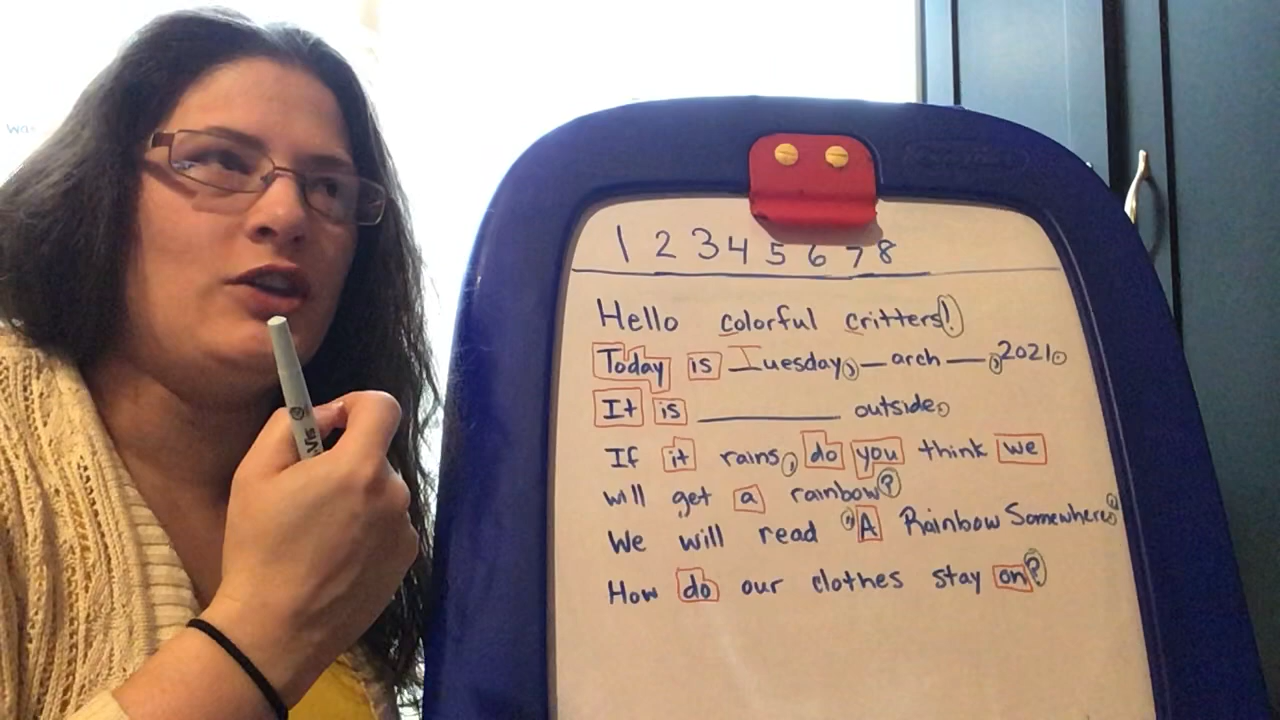 1 2 3 4 5 6 7 8
Hello colorful critters!
Today is Tuesday, _arch __, 2021.
It is ________ outside.
If it rains, do you think we
will get a rainbow?
We will read "A Rainbow Somewhere."
How do our clothes stay on?